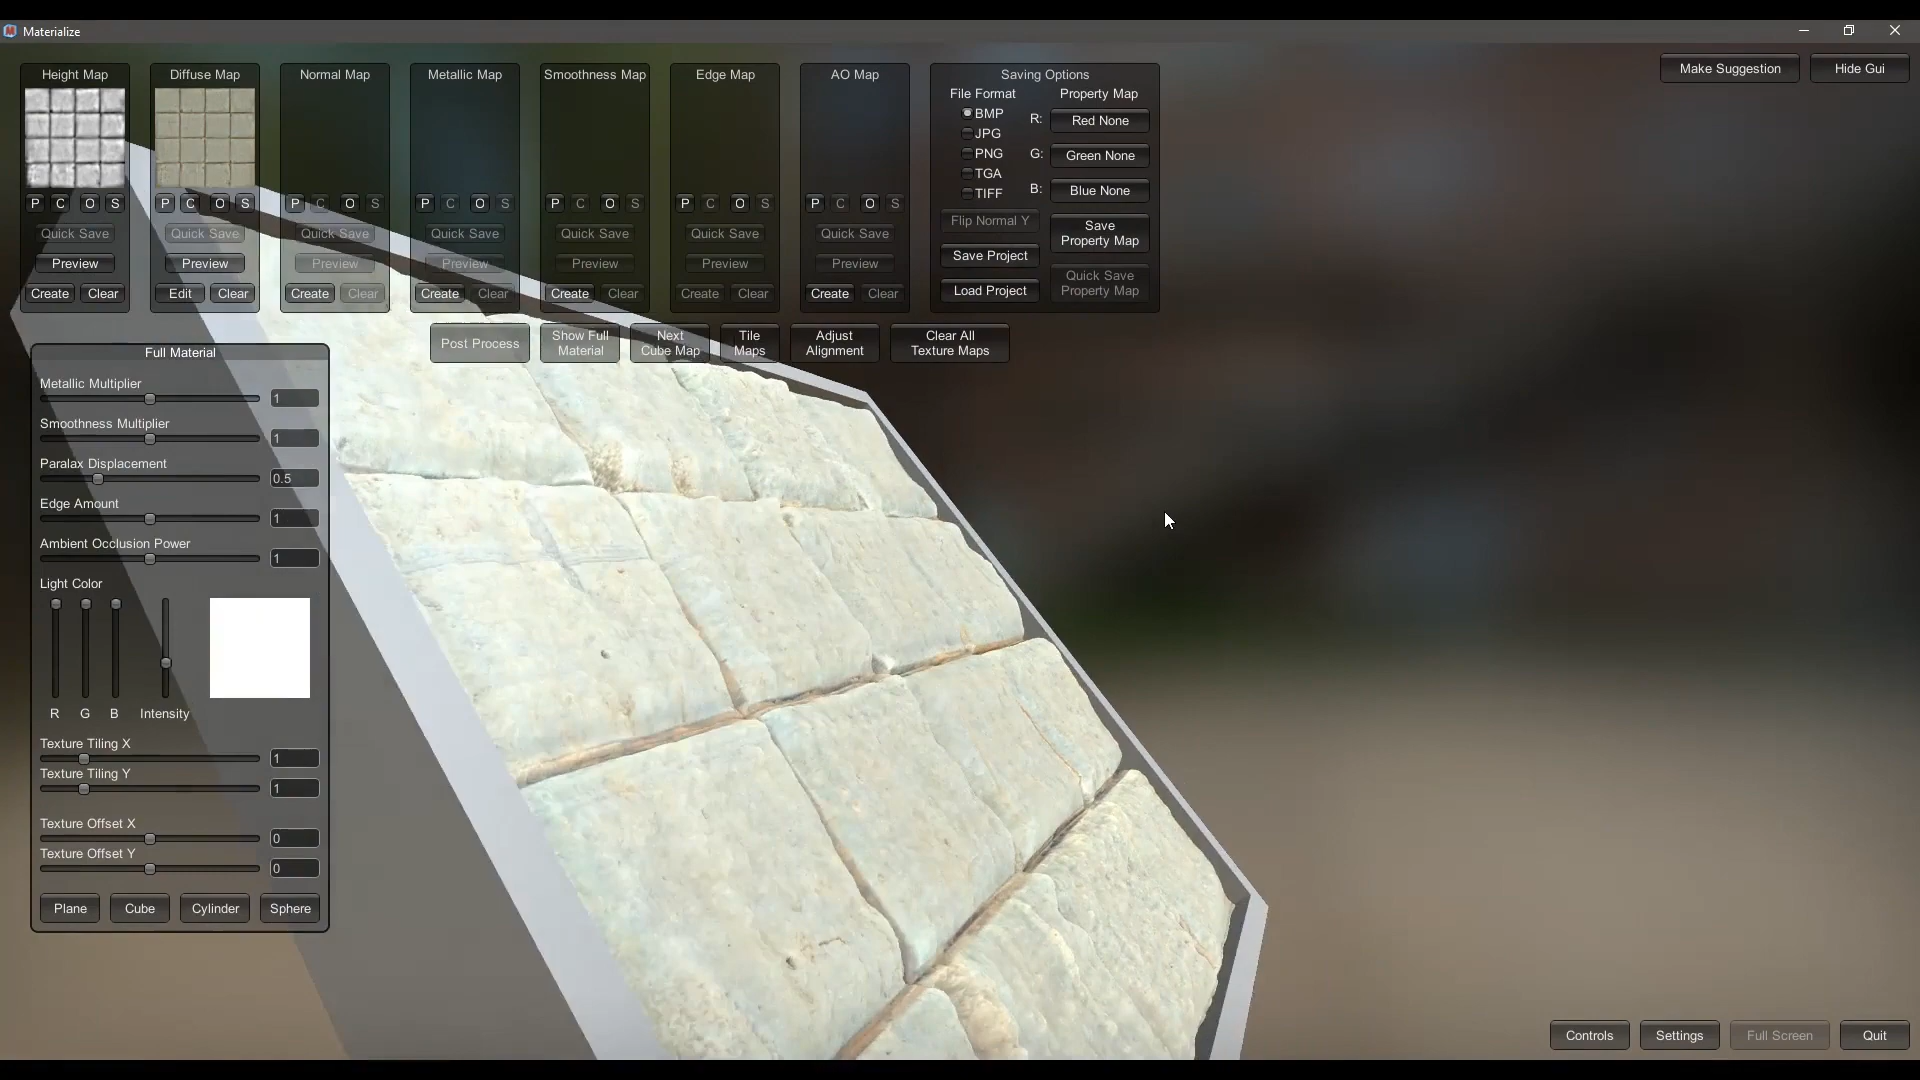 Materialize
Make Suggestion
Hide Gui
Height Map
Diffuse Map
Normal Map
Metallic Map
Smoothness Map
Edge Map
AO Map
Saving Options
File Format
Property Map
BMP
JPG
PNG
TGA
TIFF
R:
Red None
G:
Green None
B:
Blue None
P C O S
P C O S
P C O S
P C O S
P C O S
P C O S
P C O S
Quick Save
Quick Save
Quick Save
Quick Save
Quick Save
Quick Save
Quick Save
Preview
Preview
Preview
Preview
Preview
Preview
Preview
Create Clear
Edit Clear
Create Clear
Create Clear
Create Clear
Create Clear
Create Clear
Flip Normal Y
Save
Property Map
Save Project
Quick Save
Property Map
Load Project
Post Process
Show Full
Material
Next
Cube Map
Tile
Maps
Adjust
Alignment
Clear All
Texture Maps
Full Material
Metallic Multiplier
1
Smoothness Multiplier
1
Paralax Displacement
0.5
Edge Amount
1
Ambient Occlusion Power
1
Light Color
R G B Intensity
Texture Tiling X
1
Texture Tiling Y
1
Texture Offset X
0
Texture Offset Y
0
Plane
Cube
Cylinder
Sphere
Controls
Settings
Full Screen
Quit